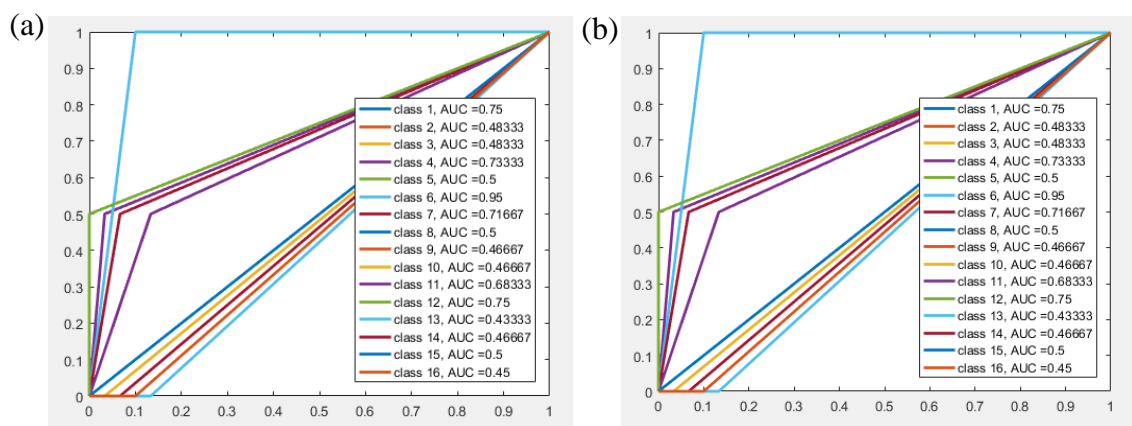 (a)
1
0.9
0.8
0.7
0.6
0.5
0.4
0.3
0.2
0.1
0
0 0.1 0.2 0.3 0.4 0.5 0.6 0.7 0.8 0.9 1
class 1, AUC =0.75
class 2, AUC =0.48333
class 3, AUC =0.48333
class 4, AUC =0.73333
class 5, AUC =0.5
class 6, AUC =0.95
class 7, AUC =0.71667
class 8, AUC =0.5
class 9, AUC =0.46667
class 10, AUC =0.46667
class 11, AUC =0.68333
class 12, AUC =0.75
class 13, AUC =0.43333
class 14, AUC =0.46667
class 15, AUC =0.5
class 16, AUC =0.45
(b)
1
0.9
0.8
0.7
0.6
0.5
0.4
0.3
0.2
0.1
0
0 0.1 0.2 0.3 0.4 0.5 0.6 0.7 0.8 0.9 1
class 1, AUC =0.75
class 2, AUC =0.48333
class 3, AUC =0.48333
class 4, AUC =0.73333
class 5, AUC =0.5
class 6, AUC =0.95
class 7, AUC =0.71667
class 8, AUC =0.5
class 9, AUC =0.46667
class 10, AUC =0.46667
class 11, AUC =0.68333
class 12, AUC =0.75
class 13, AUC =0.43333
class 14, AUC =0.46667
class 15, AUC =0.5
class 16, AUC =0.45